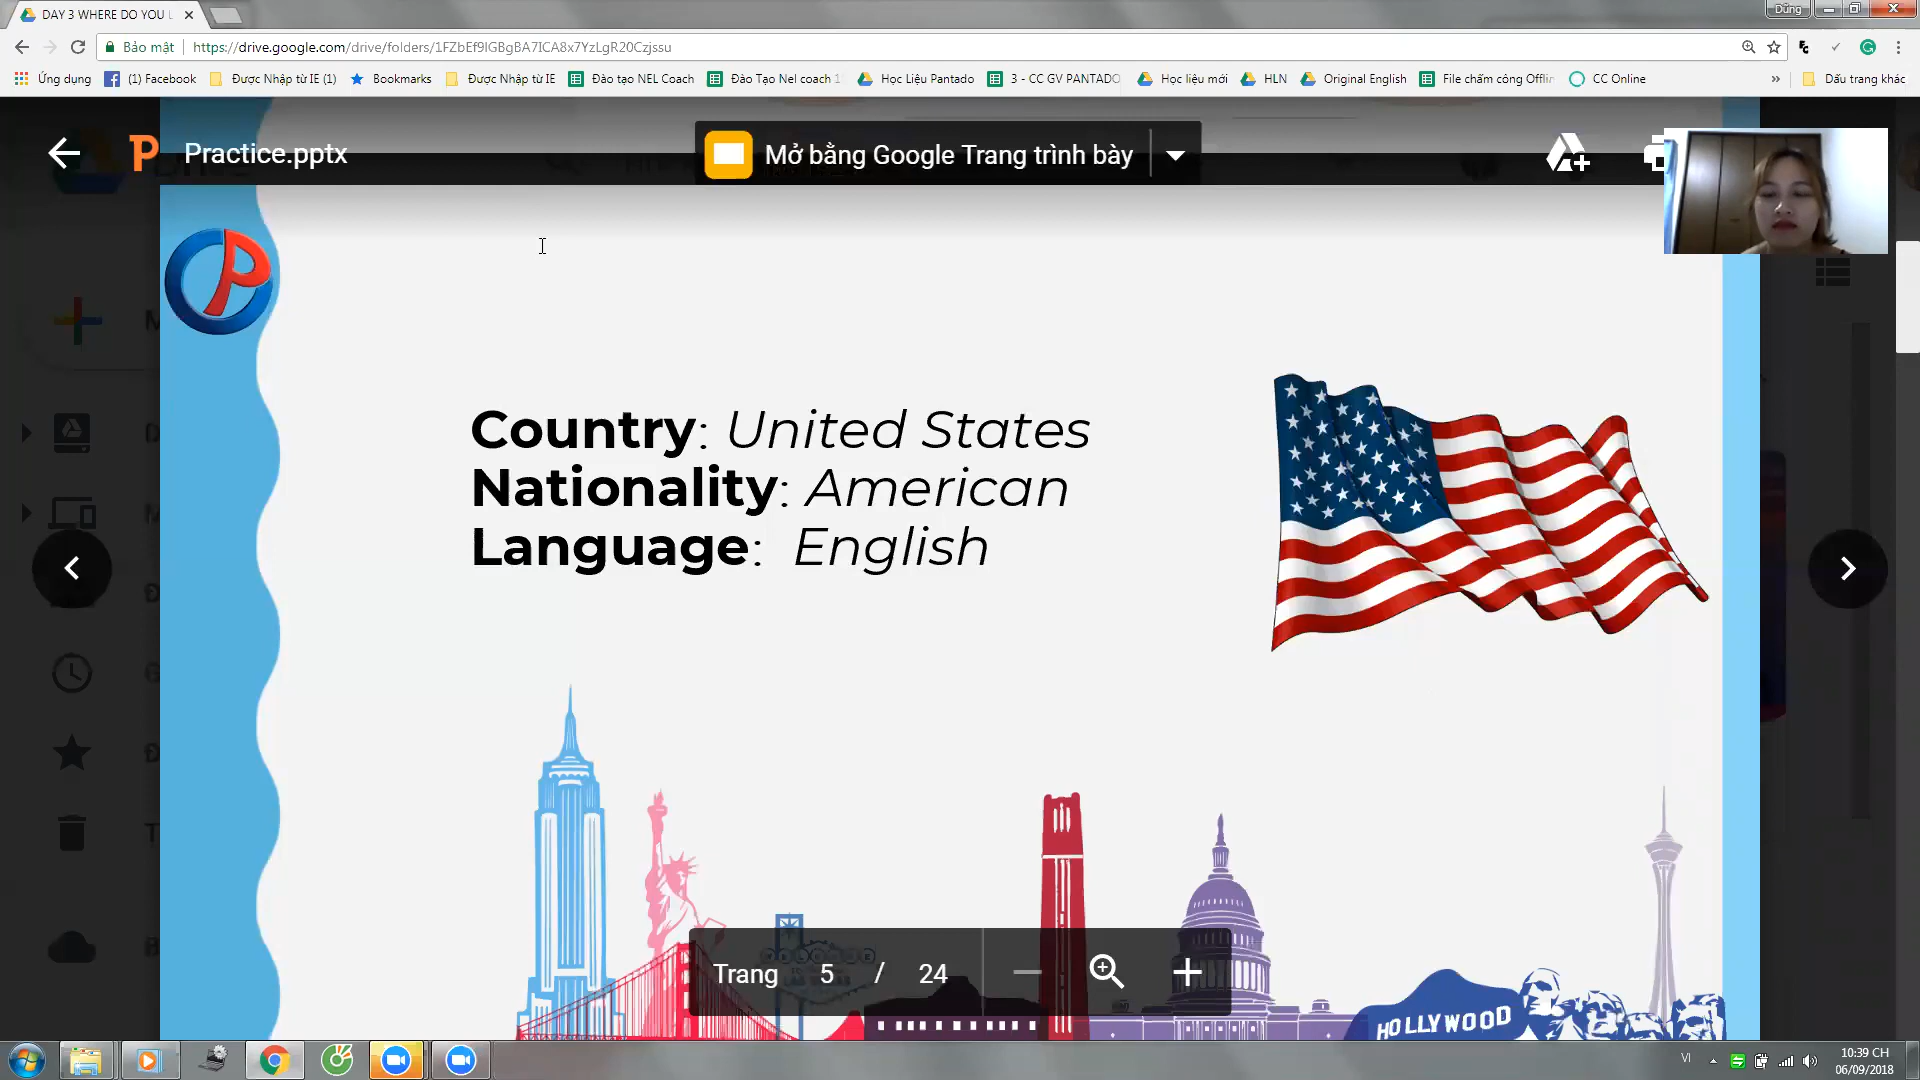 DAY 3 WHERE DO YOU L
Dũng
Bảo mật
https://drive.google.com/drive/folders/1FZbEf9IGBgBA7ICA8x7YzLgR20Czjssu
Ứng dụng
(1) Facebook
Được Nhập từ IE (1)
Bookmarks
Được Nhập từ IE
Đào tạo NEL Coach
Đào Tạo Nel coach 1
Học Liệu Pantado
3 - CC GV PANTADO
Học liệu mới
HLN
Original English
File chấm công Offlin
CC Online
»
Dấu trang khác
Practice.pptx
Mở bằng Google Trang trình bày
Country: United States
Nationality: American
Language: English
HOLLYWOOD
Trang 5 / 24
VI
10:39 CH
06/09/2018